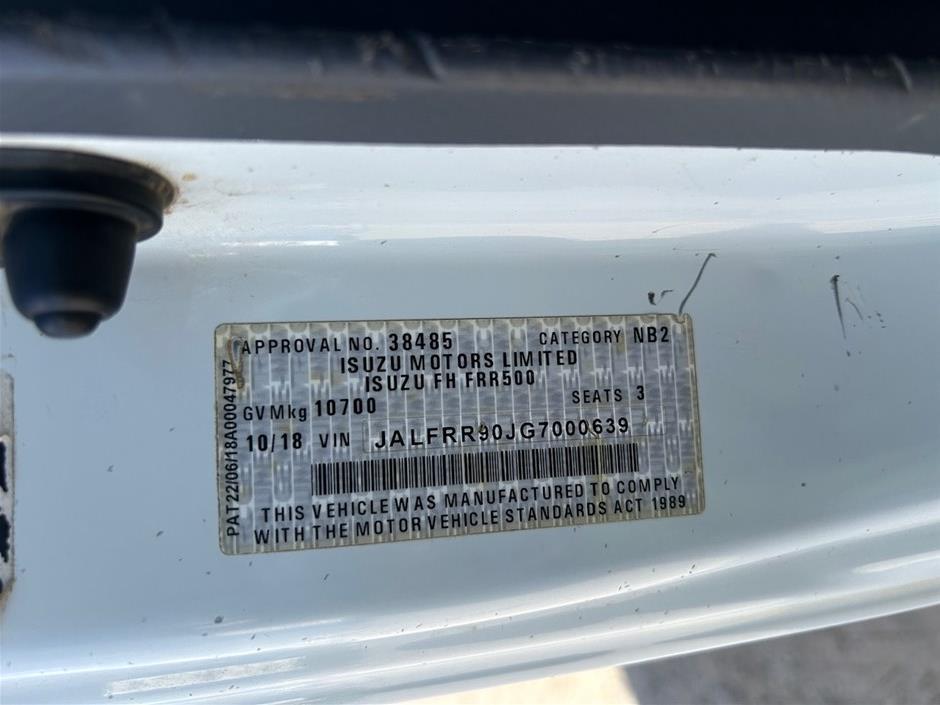 APPROVAL NO. 38485 CATEGORY NB2
ISUZU MOTORS LIMITED
ISUZU FH FRR500
GVMkg 10700 SEATS 3
10/18 VIN JALFRR90JG7000639
THIS VEHICLE WAS MANUFACTURED TO COMPLY
WITH THE MOTOR VEHICLE STANDARDS ACT 1989
PAT22/06/18A00047977